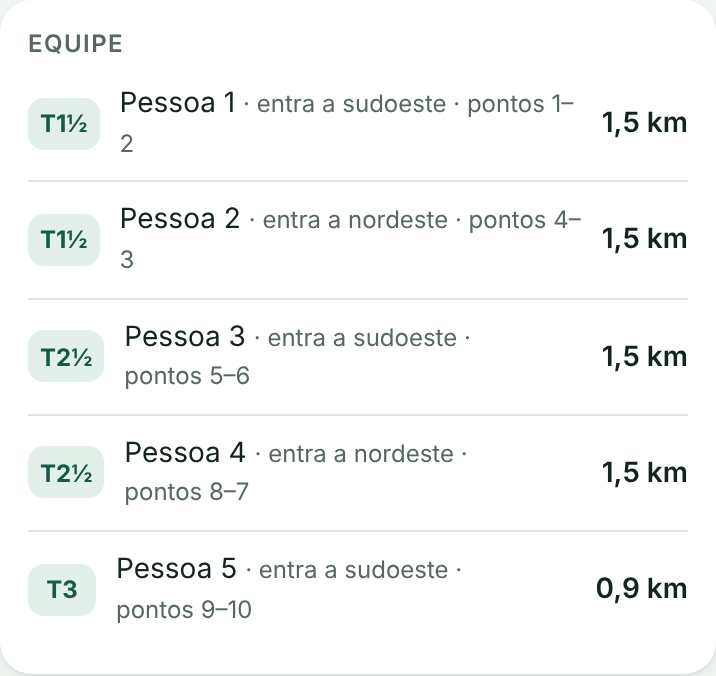 EQUIPE
T1½ Pessoa 1 · entra a sudoeste · pontos 1–
2
1,5 km
T1½ Pessoa 2 · entra a nordeste · pontos 4–
3
1,5 km
T2½ Pessoa 3 · entra a sudoeste ·
pontos 5–6
1,5 km
T2½ Pessoa 4 · entra a nordeste ·
pontos 8–7
1,5 km
T3 Pessoa 5 · entra a sudoeste ·
pontos 9–10
0,9 km